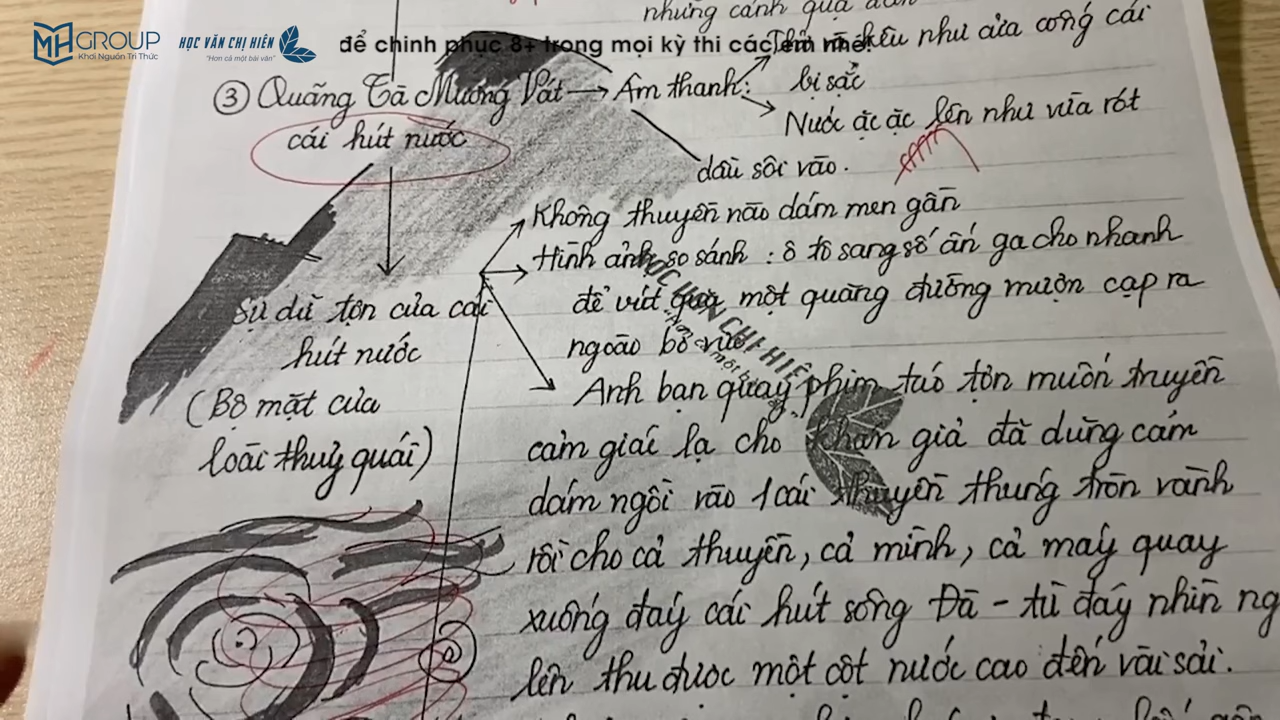 MH GROUP
Khơi Nguồn Tri Thức
HỌC VĂN CHỊ HIÊN
"Hơn cả một bài văn"
để chinh phục 8+ trong mọi kỳ thi các em nhé!
những cảnh quạ
kêu như cửa cống cái
bị sặc
③ Quãng Tà Mường Vát → Âm thanh:
cái hút nước
Nước ặc ặc lên như vừa rót
dầu sôi vào.
Không thuyền nào dám men gần
Hình ảnh so sánh : ô tô sang số ấn ga cho nhanh
để vút qua một quãng đường mượn cạp ra
ngoài bờ vực
Sự dữ tợn của cái
hút nước
(Bộ mặt của
loài thuỷ quái)
Anh bạn quay phim táo tợn muốn truyền
cảm giác lạ cho khán giả đã dũng cảm
dám ngồi vào 1 cái thuyền thúng tròn vành
rồi cho cả thuyền, cả mình, cả máy quay
xuống đáy cái hút sông Đà - từ đáy nhìn ng
lên thu được một cột nước cao đến vài sải.
HỌC VĂN CHỊ HIÊN